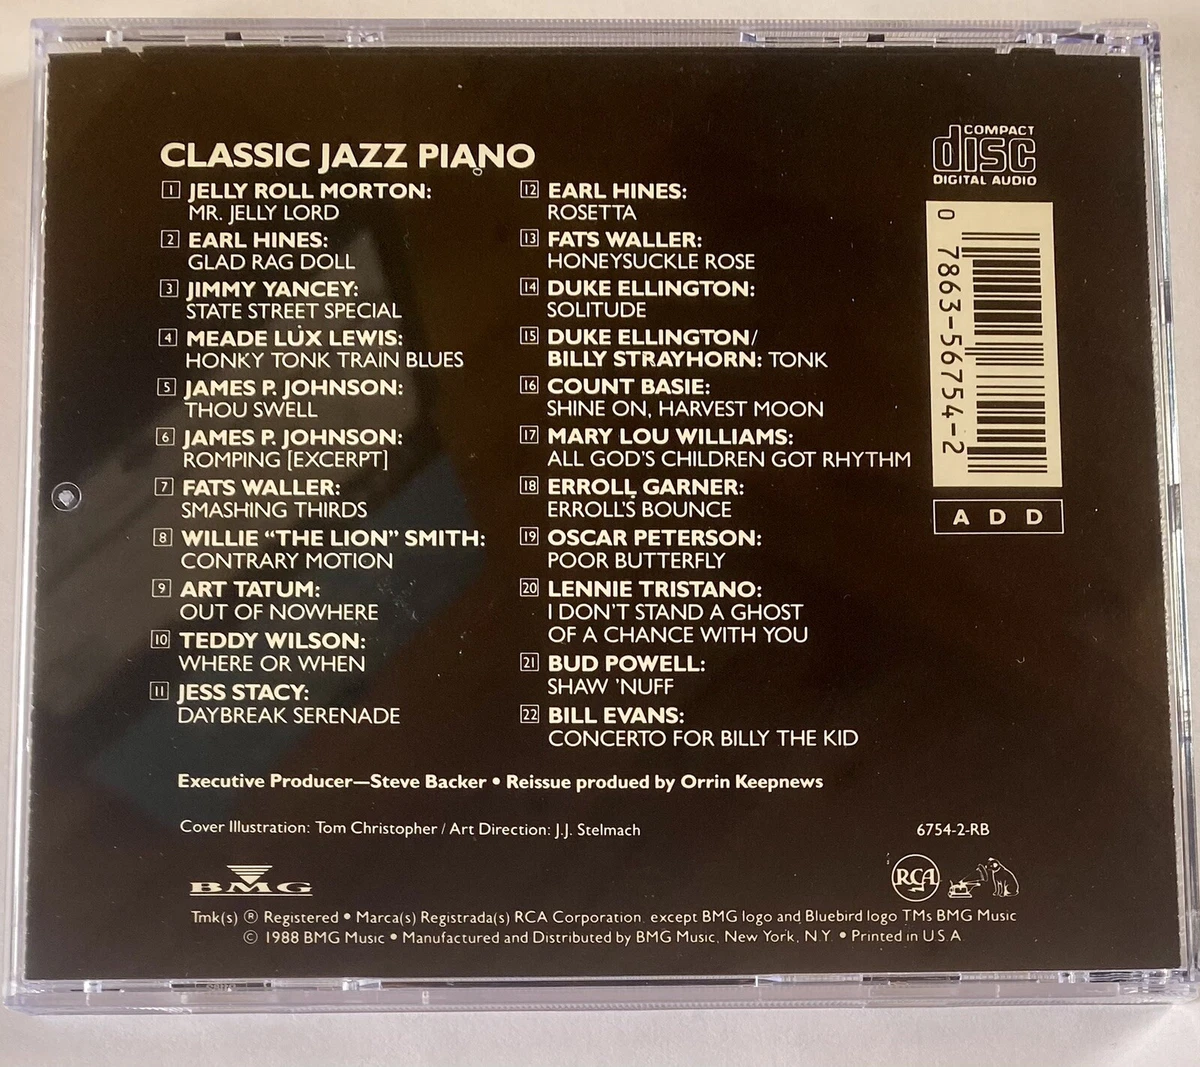 CLASSIC JAZZ PIANO
1 JELLY ROLL MORTON:
MR. JELLY LORD
2 EARL HINES:
GLAD RAG DOLL
3 JIMMY YANCEY:
STATE STREET SPECIAL
4 MEADE LUX LEWIS:
HONKY TONK TRAIN BLUES
5 JAMES P. JOHNSON:
THOU SWELL
6 JAMES P. JOHNSON:
ROMPING [EXCERPT]
7 FATS WALLER:
SMASHING THIRDS
8 WILLIE “THE LION” SMITH:
CONTRARY MOTION
9 ART TATUM:
OUT OF NOWHERE
10 TEDDY WILSON:
WHERE OR WHEN
11 JESS STACY:
DAYBREAK SERENADE
12 EARL HINES:
ROSETTA
13 FATS WALLER:
HONEYSUCKLE ROSE
14 DUKE ELLINGTON:
SOLITUDE
15 DUKE ELLINGTON/
BILLY STRAYHORN: TONK
16 COUNT BASIE:
SHINE ON, HARVEST MOON
17 MARY LOU WILLIAMS:
ALL GOD'S CHILDREN GOT RHYTHM
18 ERROLL GARNER:
ERROLL'S BOUNCE
19 OSCAR PETERSON:
POOR BUTTERFLY
20 LENNIE TRISTANO:
I DON'T STAND A GHOST
OF A CHANCE WITH YOU
21 BUD POWELL:
SHAW 'NUFF
22 BILL EVANS:
CONCERTO FOR BILLY THE KID
COMPACT
disc
DIGITAL AUDIO
0 7863-56754-2
A D D
Executive Producer—Steve Backer • Reissue produed by Orrin Keepnews
Cover Illustration: Tom Christopher / Art Direction: J.J. Stelmach
6754-2-RB
BMG
RCA
Tmk(s) ® Registered • Marca(s) Registrada(s) RCA Corporation except BMG logo and Bluebird logo TMs BMG Music
© 1988 BMG Music • Manufactured and Distributed by BMG Music, New York, N.Y. • Printed in U.S.A.